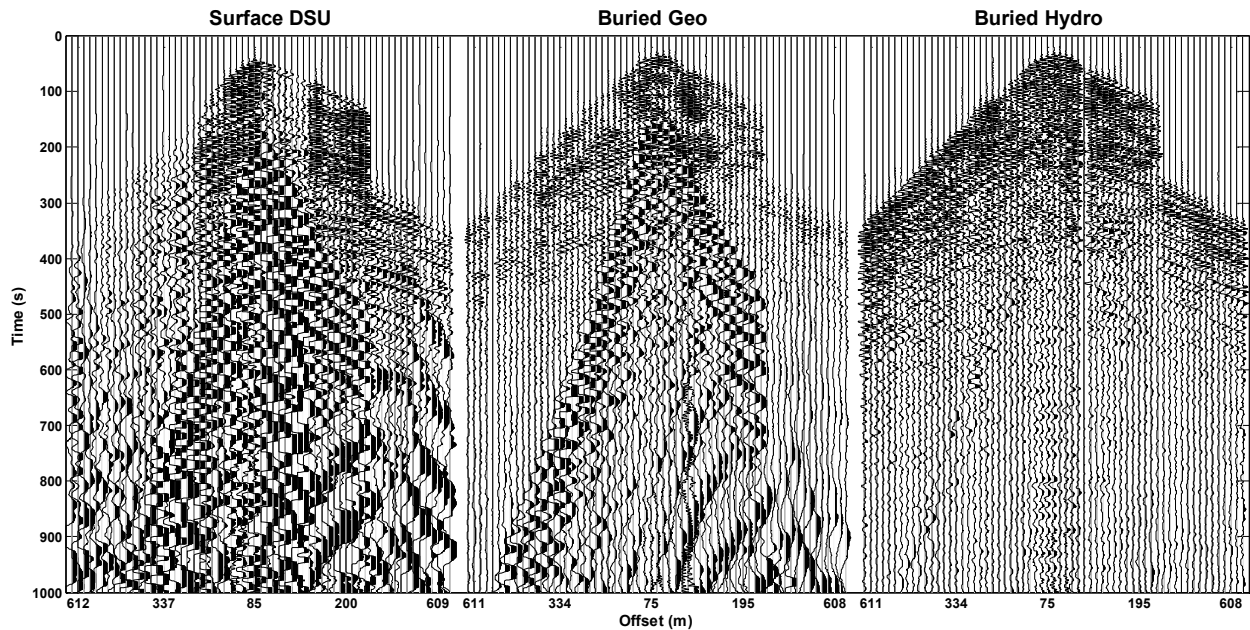 Surface DSU Buried Geo Buried Hydro
0
100
200
300
400
500
600
700
800
900
1000
Time (s)
612 337 85 200 609 611 334 75 195 608 611 334 75 195 608
Offset (m)